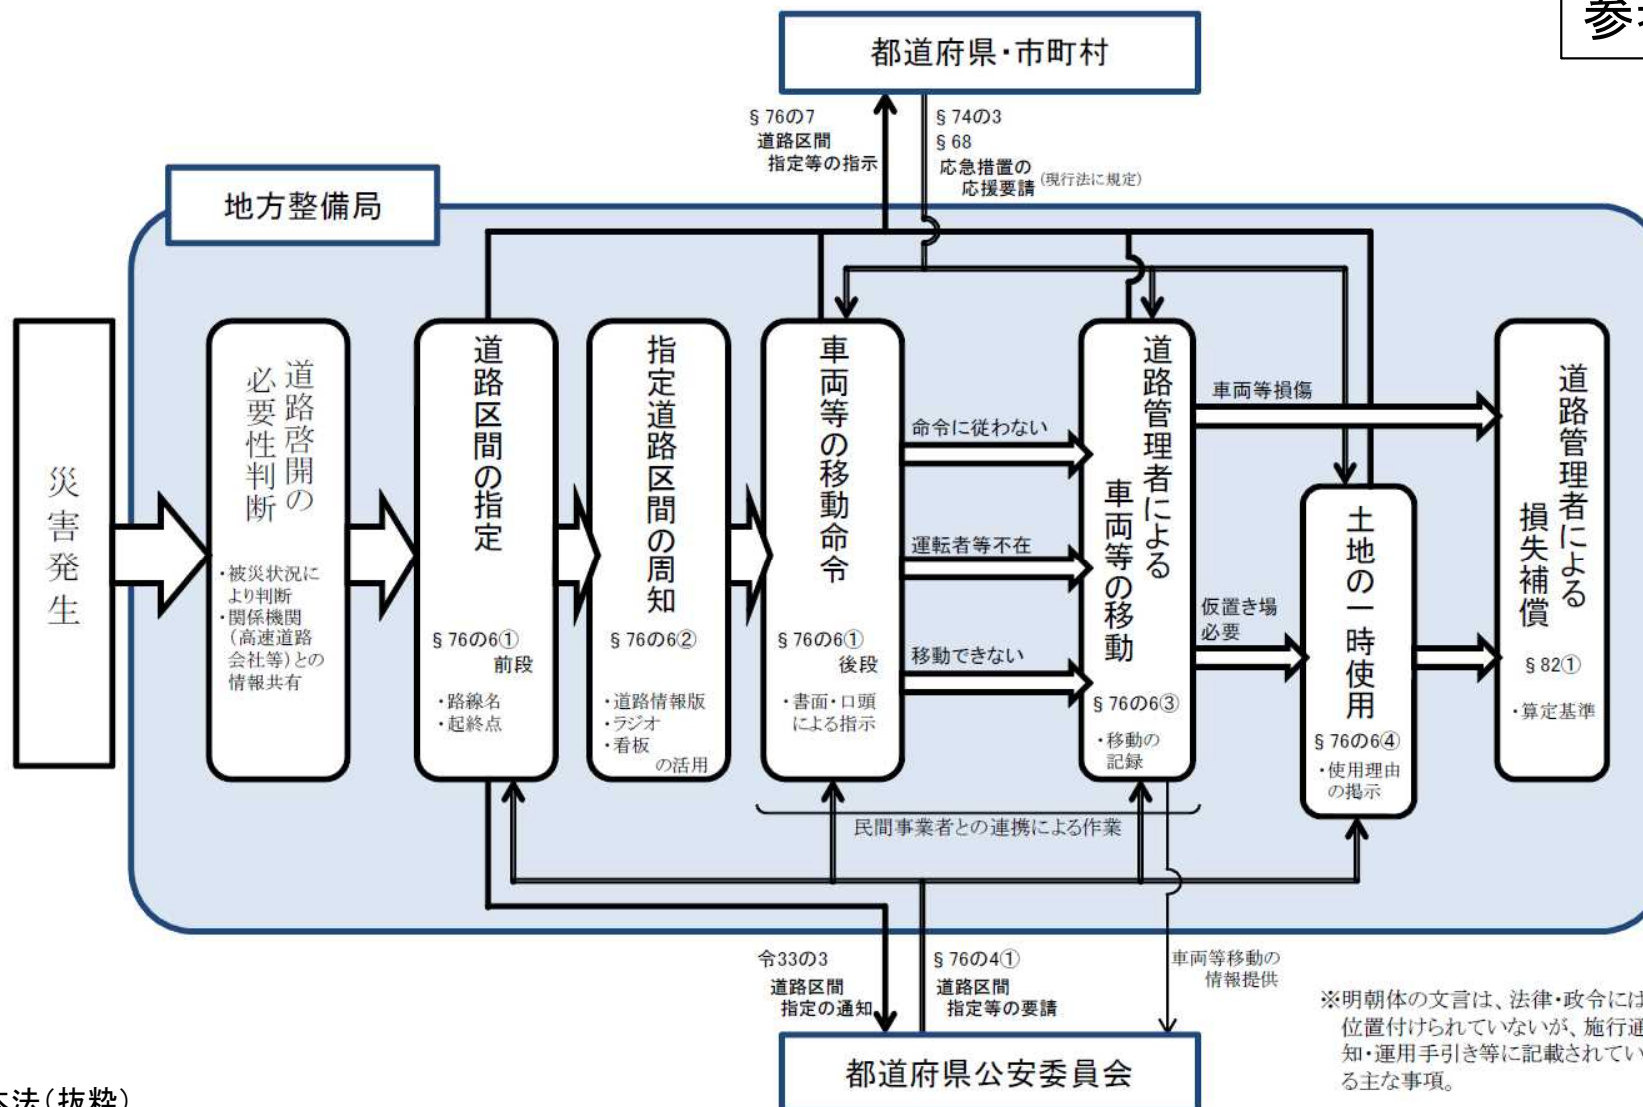 参
都道府県・市町村
§76の7
道路区間
指定等の指示
§74の3
§68
応急措置の
応援要請
(現行法に規定)
地方整備局
災害発生
道路啓開の
必要性判断
・被災状況に
より判断
・関係機関
（高速道路
会社等）との
情報共有
道路区間の指定
§76の6①
前段
・路線名
・起終点
指定道路区間の周知
§76の6②
・道路情報版
・ラジオ
・看板
の活用
車両等の移動命令
§76の6①
後段
・書面・口頭
による指示
命令に従わない
運転者等不在
移動できない
道路管理者による
車両等の移動
§76の6③
・移動の
記録
車両等損傷
仮置き場
必要
土地の一時使用
§76の6④
・使用理由
の掲示
道路管理者による
損失補償
§82①
・算定基準
民間事業者との連携による作業
令33の3
道路区間
指定の通知
§76の4①
道路区間
指定等の要請
車両等移動の
情報提供
都道府県公安委員会
※明朝体の文言は、法律・政令には
位置付けられていないが、施行通
知・運用手引き等に記載されてい
る主な事項。
本法（抜粋）